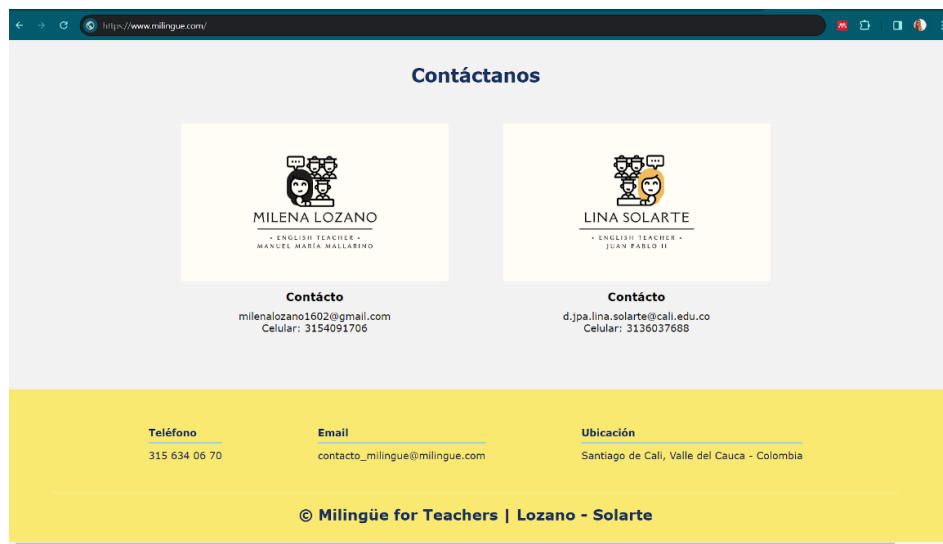 https://www.milingue.com/
Contáctanos
MILENA LOZANO
• ENGLISH TEACHER •
MANUEL MARÍA MALLARINO
Contácto
milenalozano1602@gmail.com
Celular: 3154091706
LINA SOLARTE
• ENGLISH TEACHER •
JUAN PABLO II
Contácto
d.jpa.lina.solarte@cali.edu.co
Celular: 3136037688
Teléfono
315 634 06 70
Email
contacto_milingue@milingue.com
Ubicación
Santiago de Cali, Valle del Cauca - Colombia
© Milingüe for Teachers | Lozano - Solarte